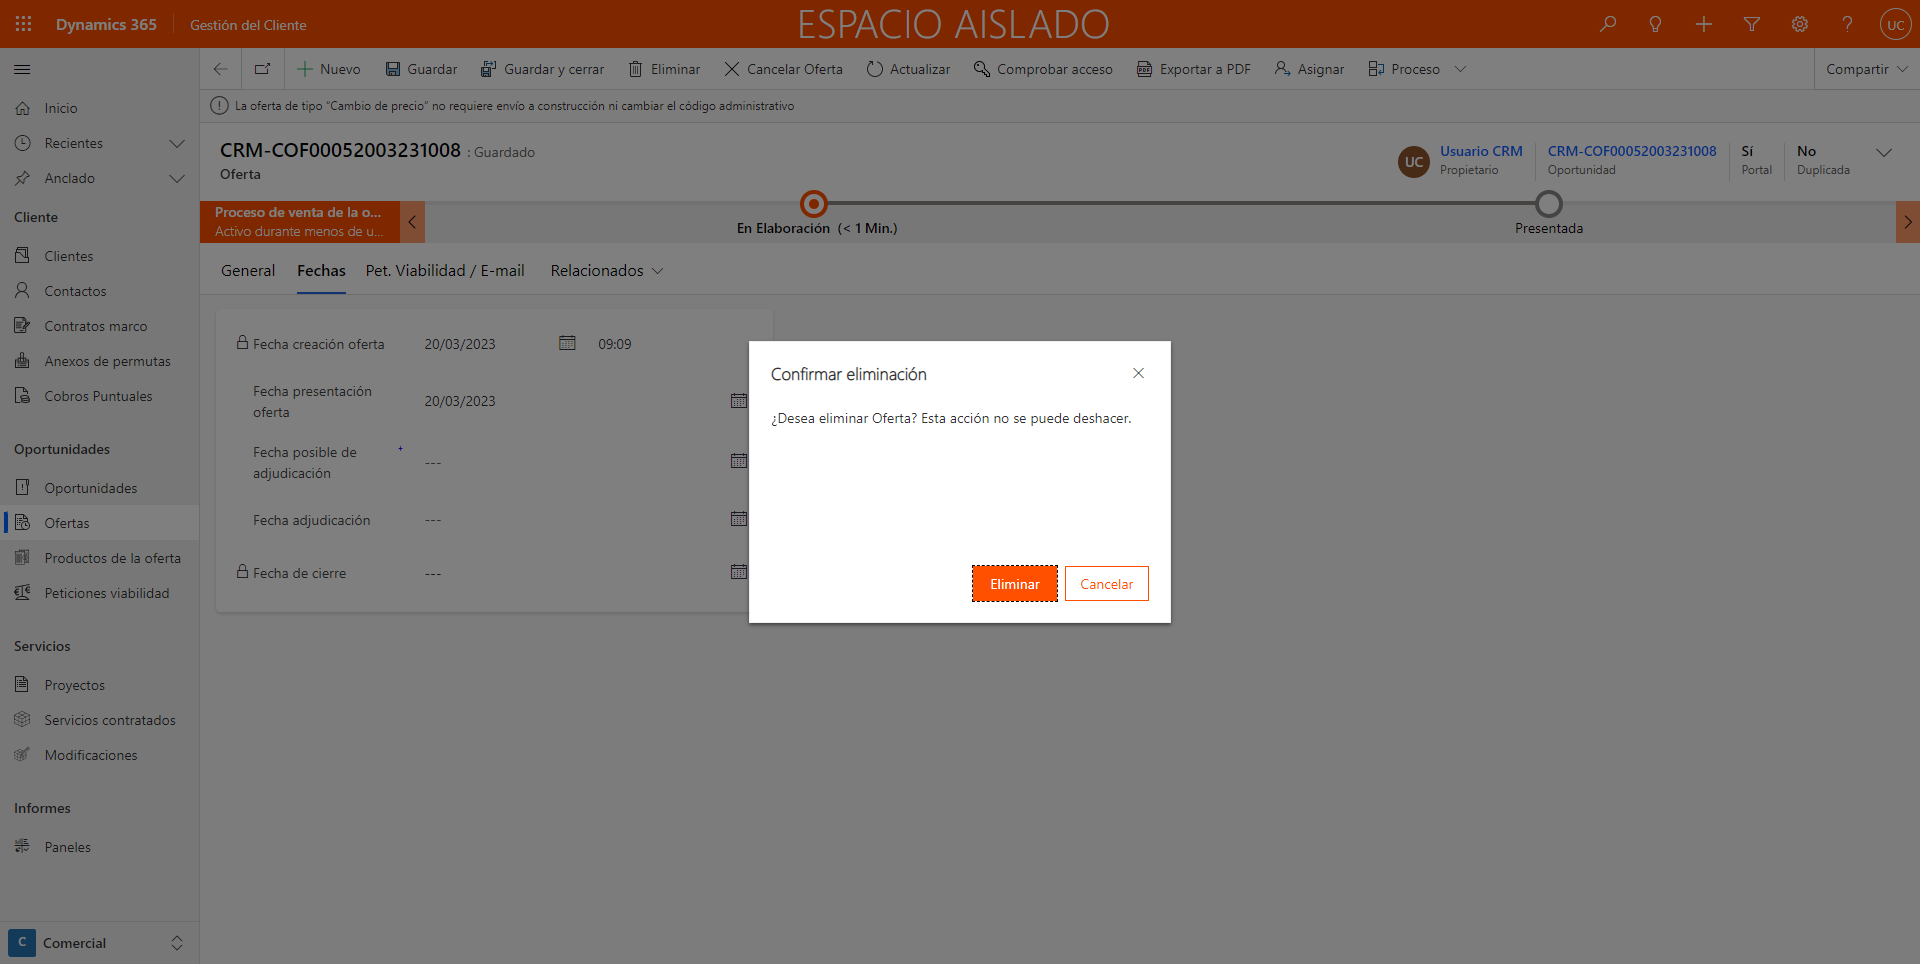 Dynamics 365
Gestión del Cliente
ESPACIO AISLADO
UC
Nuevo
Guardar
Guardar y cerrar
Eliminar
Cancelar Oferta
Actualizar
Comprobar acceso
Exportar a PDF
Asignar
Proceso
Compartir
La oferta de tipo "Cambio de precio" no requiere envío a construcción ni cambiar el código administrativo
Inicio
Recientes
Anclado
Cliente
Clientes
Contactos
Contratos marco
Anexos de permutas
Cobros Puntuales
Oportunidades
Oportunidades
Ofertas
Productos de la oferta
Peticiones viabilidad
Servicios
Proyectos
Servicios contratados
Modificaciones
Informes
Paneles
C Comercial
CRM-COF00052003231008 : Guardado
Oferta
UC
Usuario CRM
Propietario
CRM-COF00052003231008
Oportunidad
Sí
Portal
No
Duplicada
Proceso de venta de la o...
Activo durante menos de u...
En Elaboración (< 1 Min.)
Presentada
General
Fechas
Pet. Viabilidad / E-mail
Relacionados
Fecha creación oferta 20/03/2023 09:09
Fecha presentación
oferta
20/03/2023
Fecha posible de
adjudicación
---
Fecha adjudicación ---
Fecha de cierre ---
Confirmar eliminación
¿Desea eliminar Oferta? Esta acción no se puede deshacer.
Eliminar
Cancelar